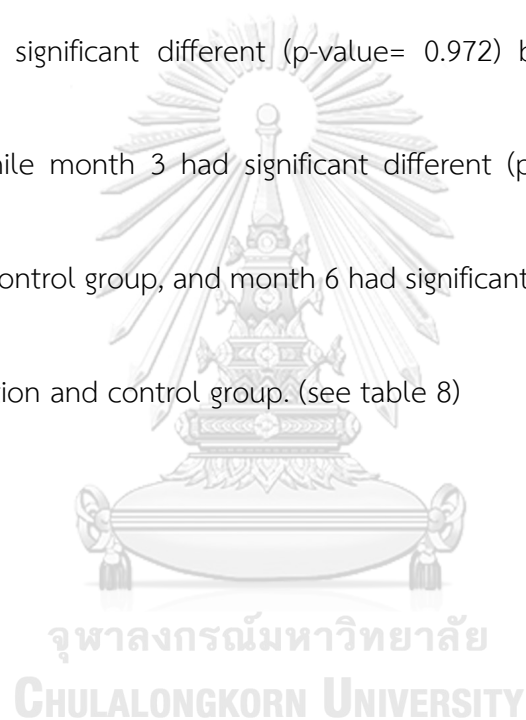 significant different (p-value= 0.972) b
ile month 3 had significant different (p
ontrol group, and month 6 had significant
ion and control group. (see table 8)
จุฬาลงกรณ์มหาวิทยาลัย
CHULALONGKORN UNIVERSITY